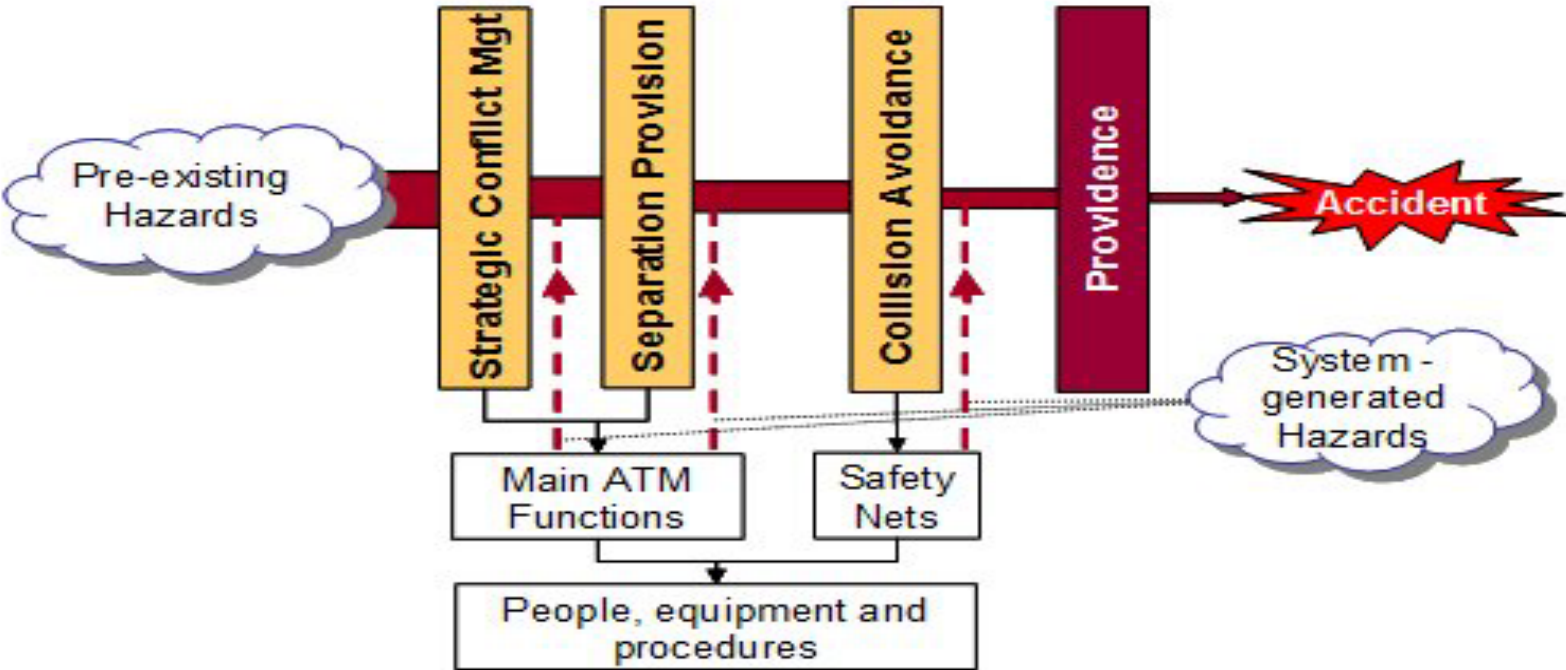 Strategic Conflict Mgt
Separation Provision
Collision Avoidance
Providence
Pre-existing
Hazards
Accident
System -
generated
Hazards
Main ATM
Functions
Safety
Nets
People, equipment and
procedures